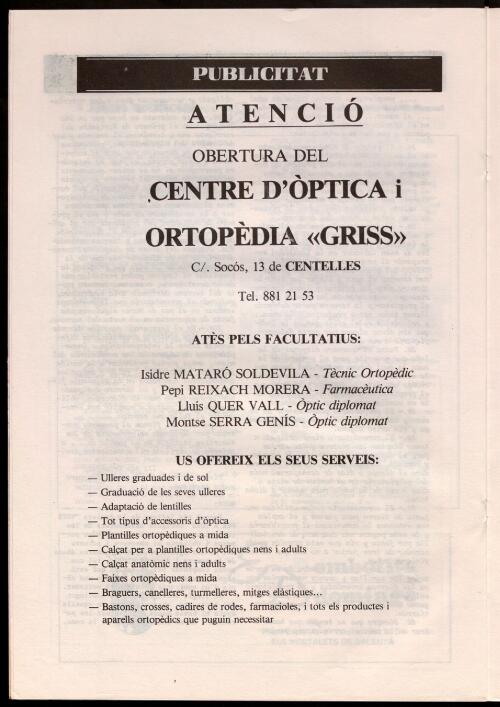 PUBLICITAT
ATENCIÓ
OBERTURA DEL
CENTRE D'ÒPTICA i
ORTOPÈDIA «GRISS»
C/. Socós, 13 de CENTELLES
Tel. 881 21 53
ATÈS PELS FACULTATIUS:
Isidre MATARÓ SOLDEVILA - Tècnic Ortopèdic
Pepi REIXACH MORERA - Farmacèutica
Lluis QUER VALL - Òptic diplomat
Montse SERRA GENÍS - Òptic diplomat
US OFEREIX ELS SEUS SERVEIS:
— Ulleres graduades i de sol
— Graduació de les seves ulleres
— Adaptació de lentilles
— Tot tipus d'accessoris d'òptica
— Plantilles ortopèdiques a mida
— Calçat per a plantilles ortopèdiques nens i adults
— Calçat anatòmic nens i adults
— Faixes ortopèdiques a mida
— Braguers, canelleres, turmelleres, mitges elàstiques...
— Bastons, crosses, cadires de rodes, farmacioles, i tots els productes i
aparells ortopèdics que puguin necessitar